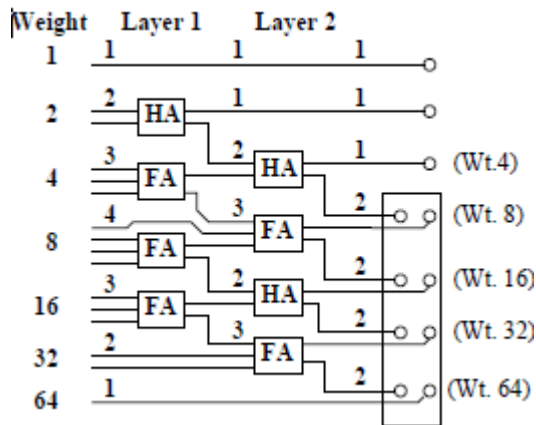 Weight Layer 1 Layer 2
1 1 1 1
2 2 HA 1 1
4 3 FA 2 HA 1 (Wt.4)
4 3 FA 2 (Wt. 8)
8 FA 2 HA 2 (Wt. 16)
16 3 FA 3 FA 2 (Wt. 32)
32 2 2 (Wt. 64)
64 1